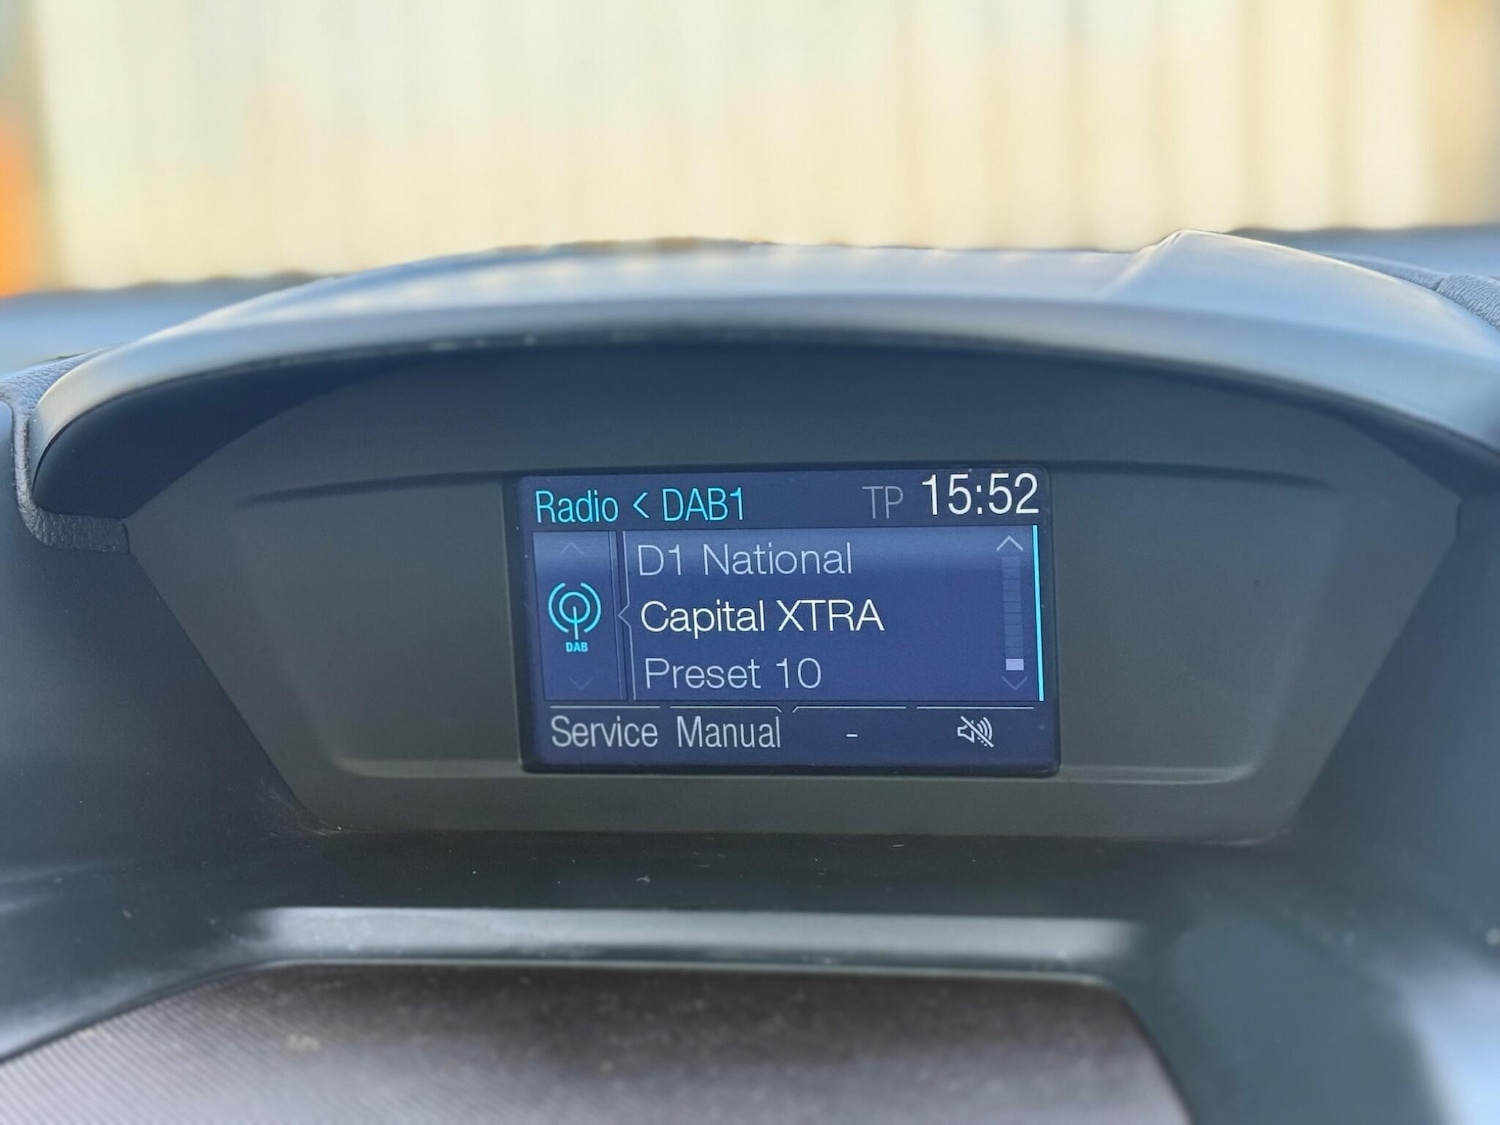 Radio < DAB1 TP 15:52
D1 National
Capital XTRA
DAB
Preset 10
Service Manual -